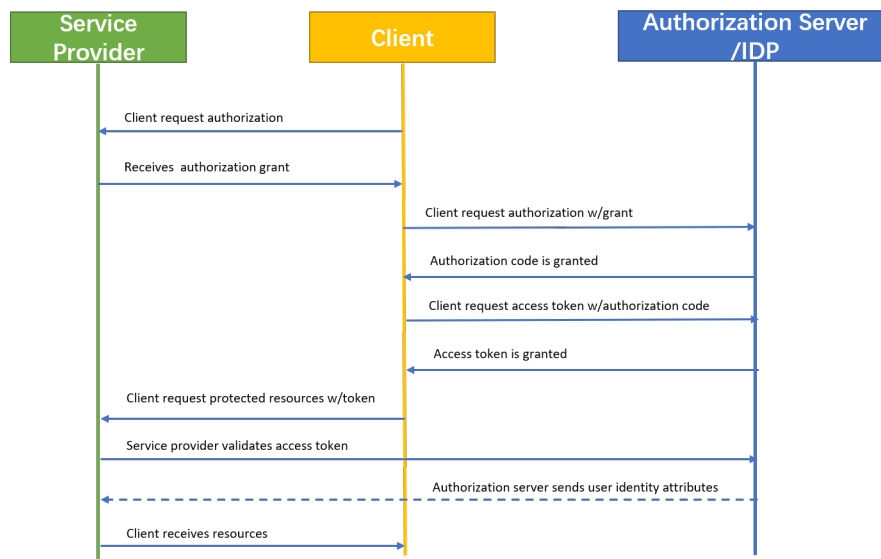 Service
Provider
Client
Authorization Server
/IDP
Client request authorization
Receives authorization grant
Client request authorization w/grant
Authorization code is granted
Client request access token w/authorization code
Access token is granted
Client request protected resources w/token
Service provider validates access token
Authorization server sends user identity attributes
Client receives resources